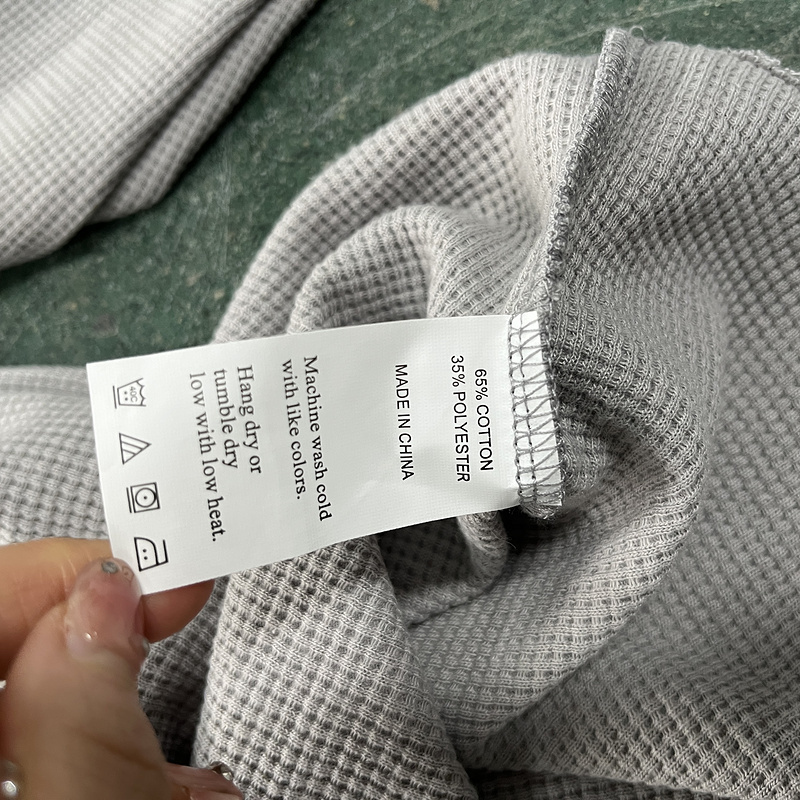 65% COTTON
35% POLYESTER
MADE IN CHINA
Machine wash cold
with like colors.
Hang dry or
tumble dry
low with low heat.
40C